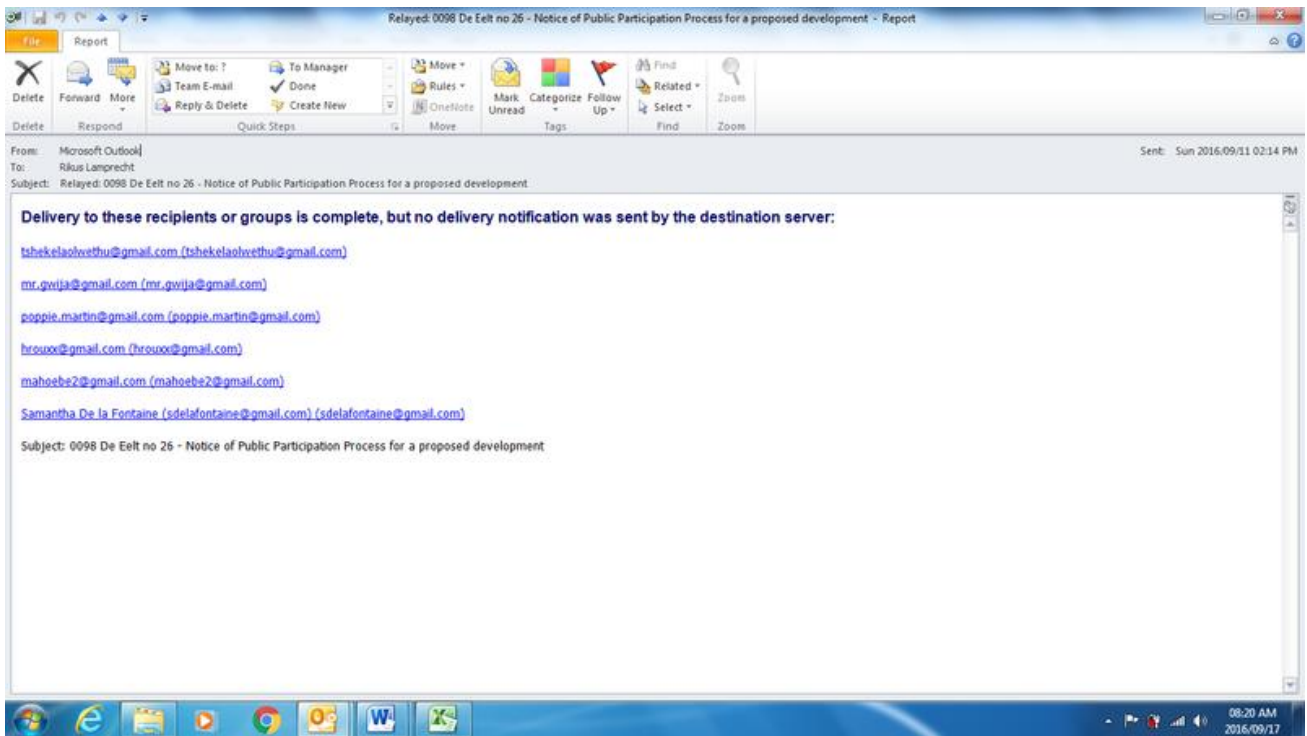 Relayed: 0098 De Eelt no 26 - Notice of Public Participation Process for a proposed development - Report
File Report
Delete
Forward More
Move to: ? To Manager
Team E-mail Done
Reply & Delete Create New
Move
Rules
OneNote
Mark Unread
Categorize
Follow Up
Find
Related
Select
Zoom
Delete Respond Quick Steps Move Tags Find Zoom
From: Microsoft Outlook
Sent: Sun 2016/09/11 02:14 PM
To: Rikus Lamprecht
Subject: Relayed: 0098 De Eelt no 26 - Notice of Public Participation Process for a proposed development
Delivery to these recipients or groups is complete, but no delivery notification was sent by the destination server:
tshekelaolwethu@gmail.com (tshekelaolwethu@gmail.com)
mr.gwija@gmail.com (mr.gwija@gmail.com)
poppie.martin@gmail.com (poppie.martin@gmail.com)
hrouxx@gmail.com (hrouxx@gmail.com)
mahoebe2@gmail.com (mahoebe2@gmail.com)
Samantha De la Fontaine (sdelafontaine@gmail.com) (sdelafontaine@gmail.com)
Subject: 0098 De Eelt no 26 - Notice of Public Participation Process for a proposed development
08:20 AM
2016/09/17